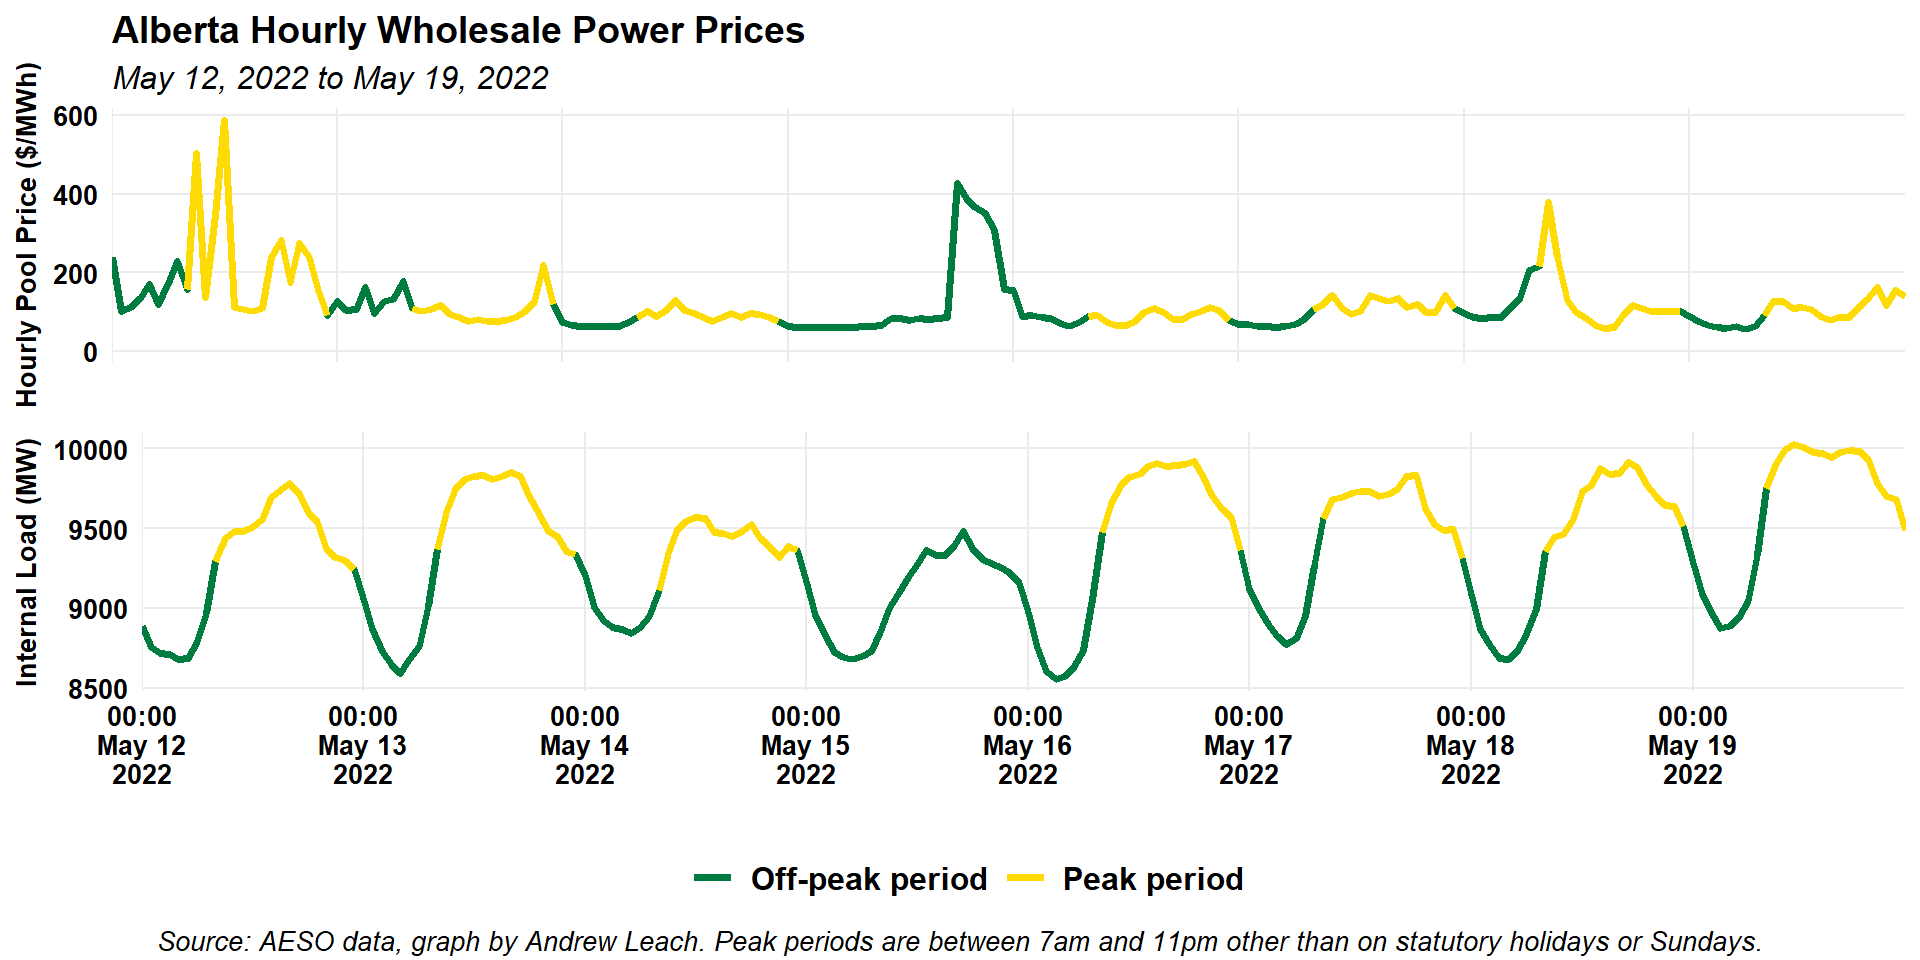 Alberta Hourly Wholesale Power Prices
May 12, 2022 to May 19, 2022
Hourly Pool Price ($/MWh)
600
400
200
0
Internal Load (MW)
10000
9500
9000
8500
00:00 00:00 00:00 00:00 00:00 00:00 00:00 00:00
May 12 May 13 May 14 May 15 May 16 May 17 May 18 May 19
2022 2022 2022 2022 2022 2022 2022 2022
Off-peak period Peak period
Source: AESO data, graph by Andrew Leach. Peak periods are between 7am and 11pm other than on statutory holidays or Sundays.